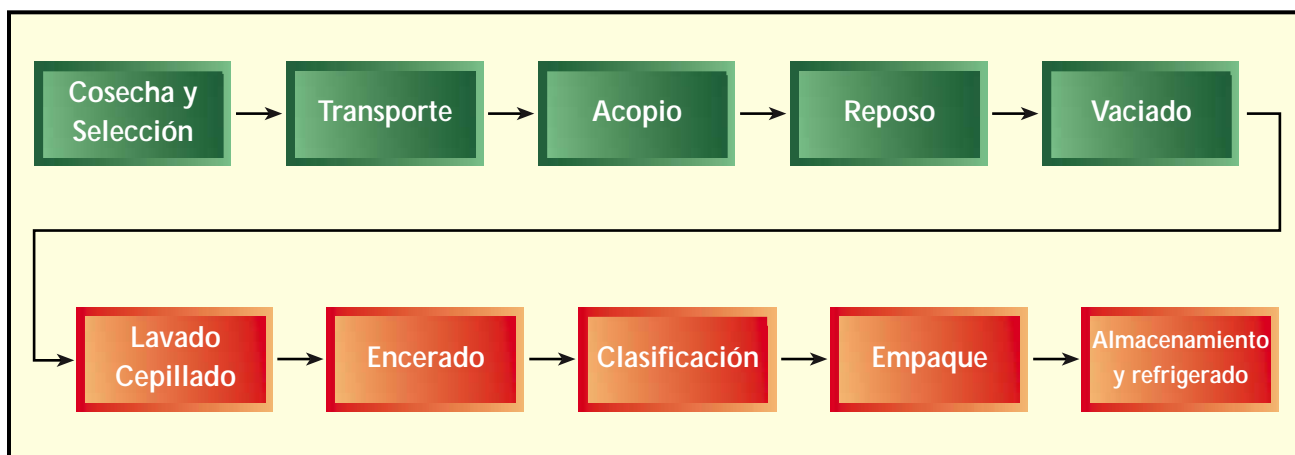 Cosecha y
Selección
Transporte
Acopio
Reposo
Vaciado
Lavado
Cepillado
Encerado
Clasificación
Empaque
Almacenamiento
y refrigerado